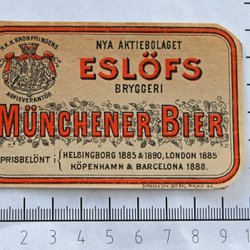 H.K.H. KRONPRINSENS
HOFLEVERANTÖR.
NYA AKTIEBOLAGET
ESLÖFS
BRYGGERI
MÜNCHENER BIER
PRISBELÖNT i
HELSINGBORG 1885 & 1890, LONDON 1885
KÖPENHAMN & BARCELONA 1888.
1 2 3 4 5 6 7 8 9